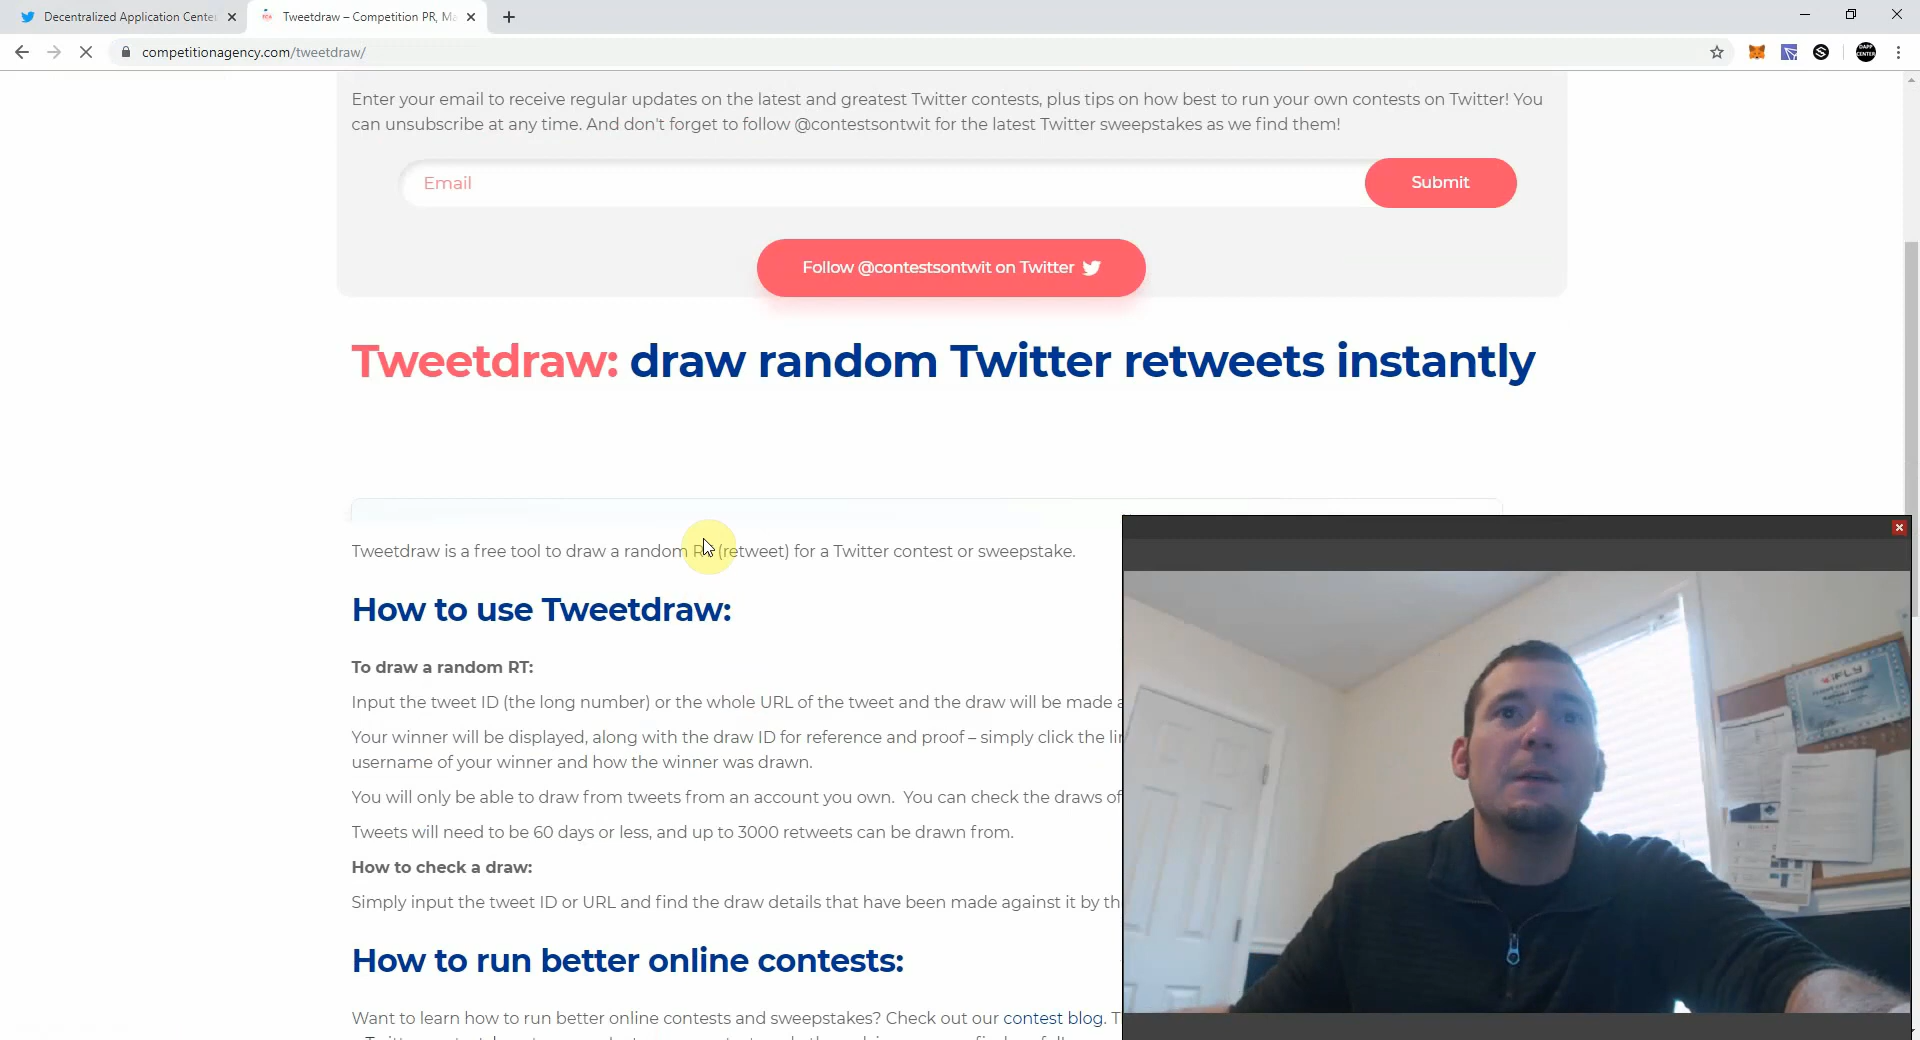 Decentralized Application Cente
Tweetdraw – Competition PR, Ma
competitionagency.com/tweetdraw/
DAPP
CENTER
Enter your email to receive regular updates on the latest and greatest Twitter contests, plus tips on how best to run your own contests on Twitter! You
can unsubscribe at any time. And don't forget to follow @contestsontwit for the latest Twitter sweepstakes as we find them!
Email
Submit
Follow @contestsontwit on Twitter
Tweetdraw: draw random Twitter retweets instantly
Tweetdraw is a free tool to draw a random (retweet) for a Twitter contest or sweepstake.
How to use Tweetdraw:
To draw a random RT:
Input the tweet ID (the long number) or the whole URL of the tweet and the draw will be made
Your winner will be displayed, along with the draw ID for reference and proof – simply click the
username of your winner and how the winner was drawn.
You will only be able to draw from tweets from an account you own. You can check the draws of
Tweets will need to be 60 days or less, and up to 3000 retweets can be drawn from.
How to check a draw:
Simply input the tweet ID or URL and find the draw details that have been made against it by
How to run better online contests:
Want to learn how to run better online contests and sweepstakes? Check out our contest blog.
iFLY